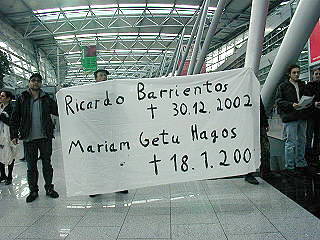 Ricardo Barrientos
† 30.12. 2002
Mariam Getu Hagos
† 18.1.200